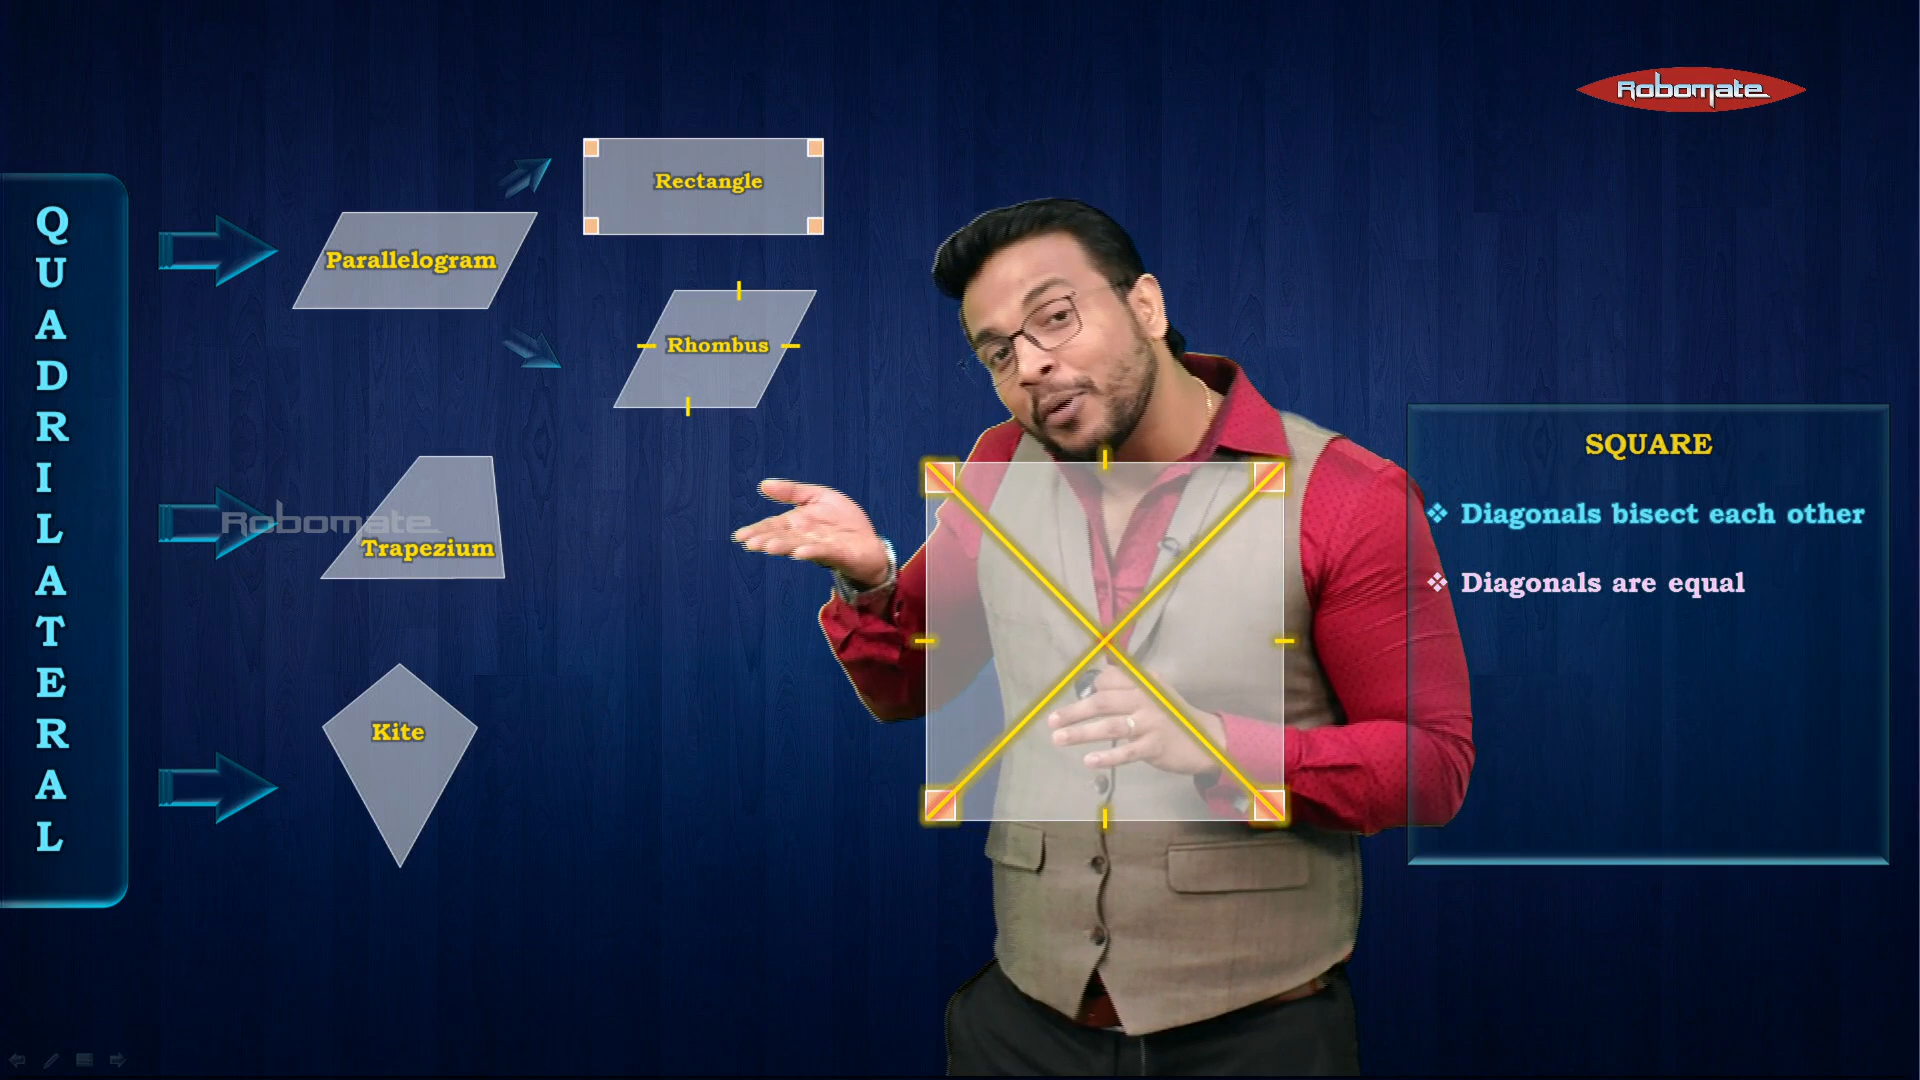 Robomate
Q
U
A
D
R
I
L
A
T
E
R
A
L
Parallelogram
Rectangle
Rhombus
Robomate
Trapezium
Kite
SQUARE
❖ Diagonals bisect each other
❖ Diagonals are equal